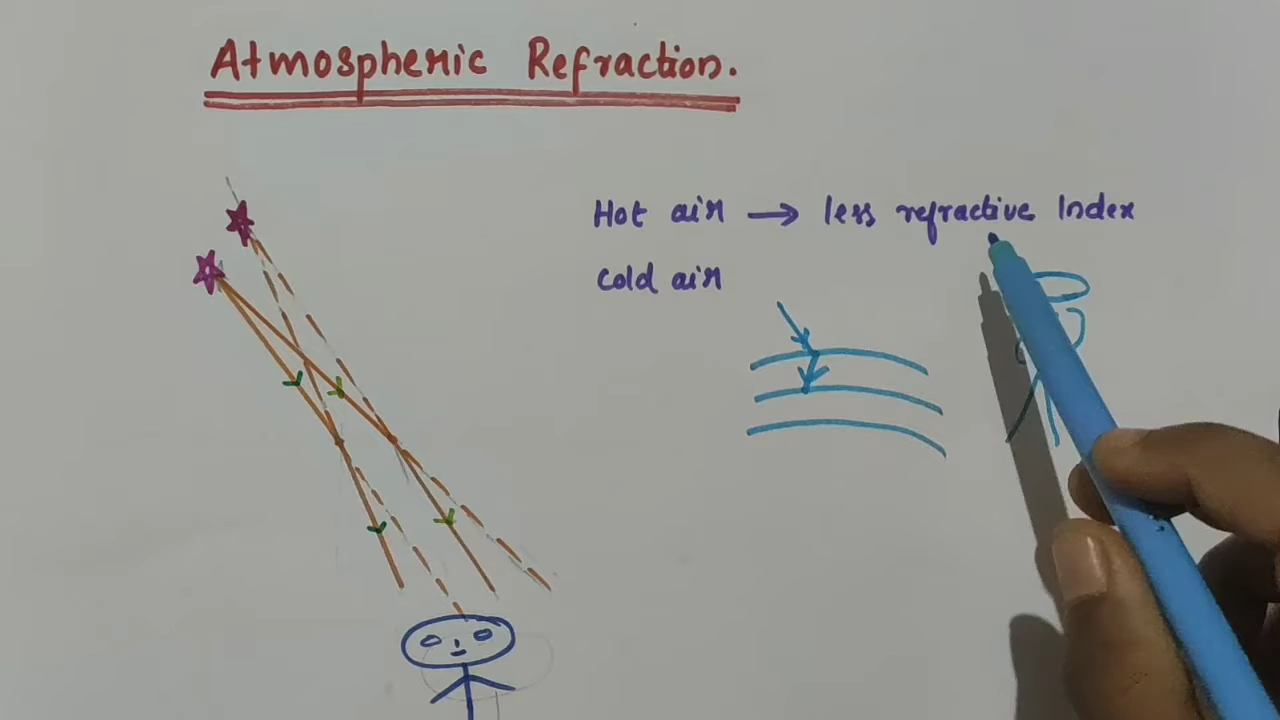 Atmospheric Refraction.
Hot air → less refractive Index
Cold air